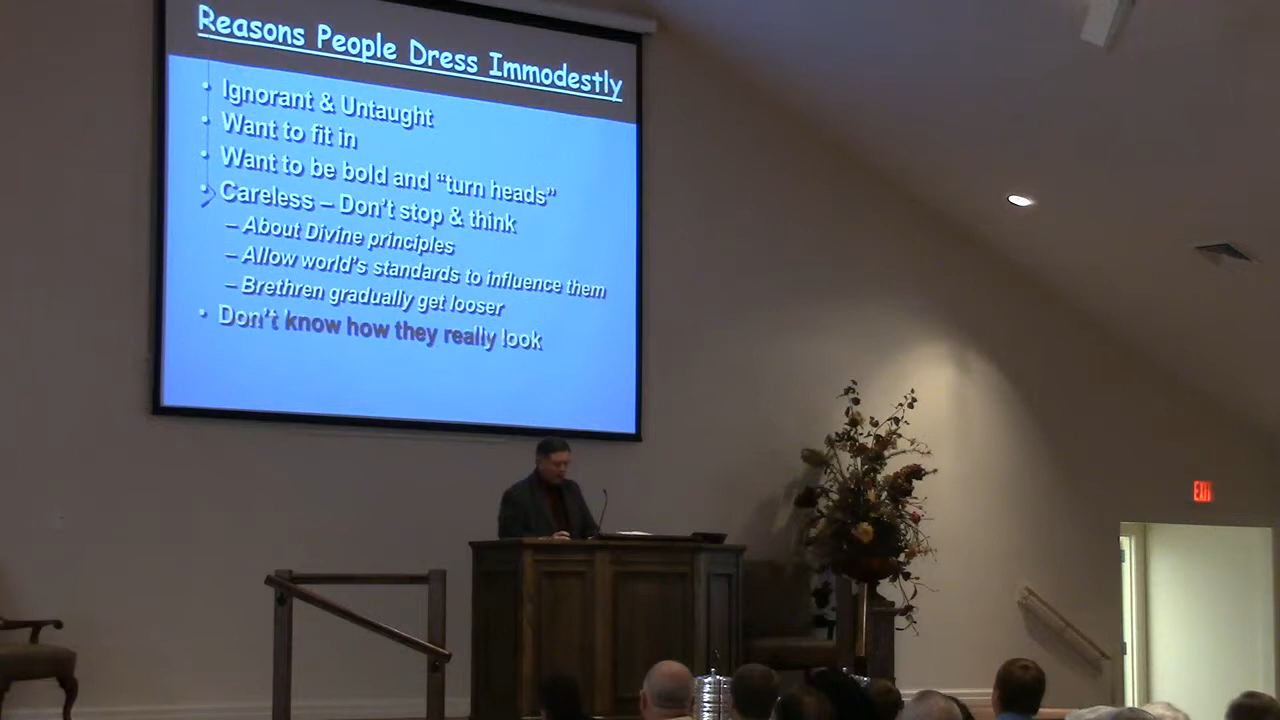 Reasons People Dress Immodestly
• Ignorant & Untaught
• Want to fit in
• Want to be bold and “turn heads”
• Careless – Don’t stop & think
– About Divine principles
– Allow world’s standards to influence them
– Brethren gradually get looser
• Don’t know how they really look
EXIT